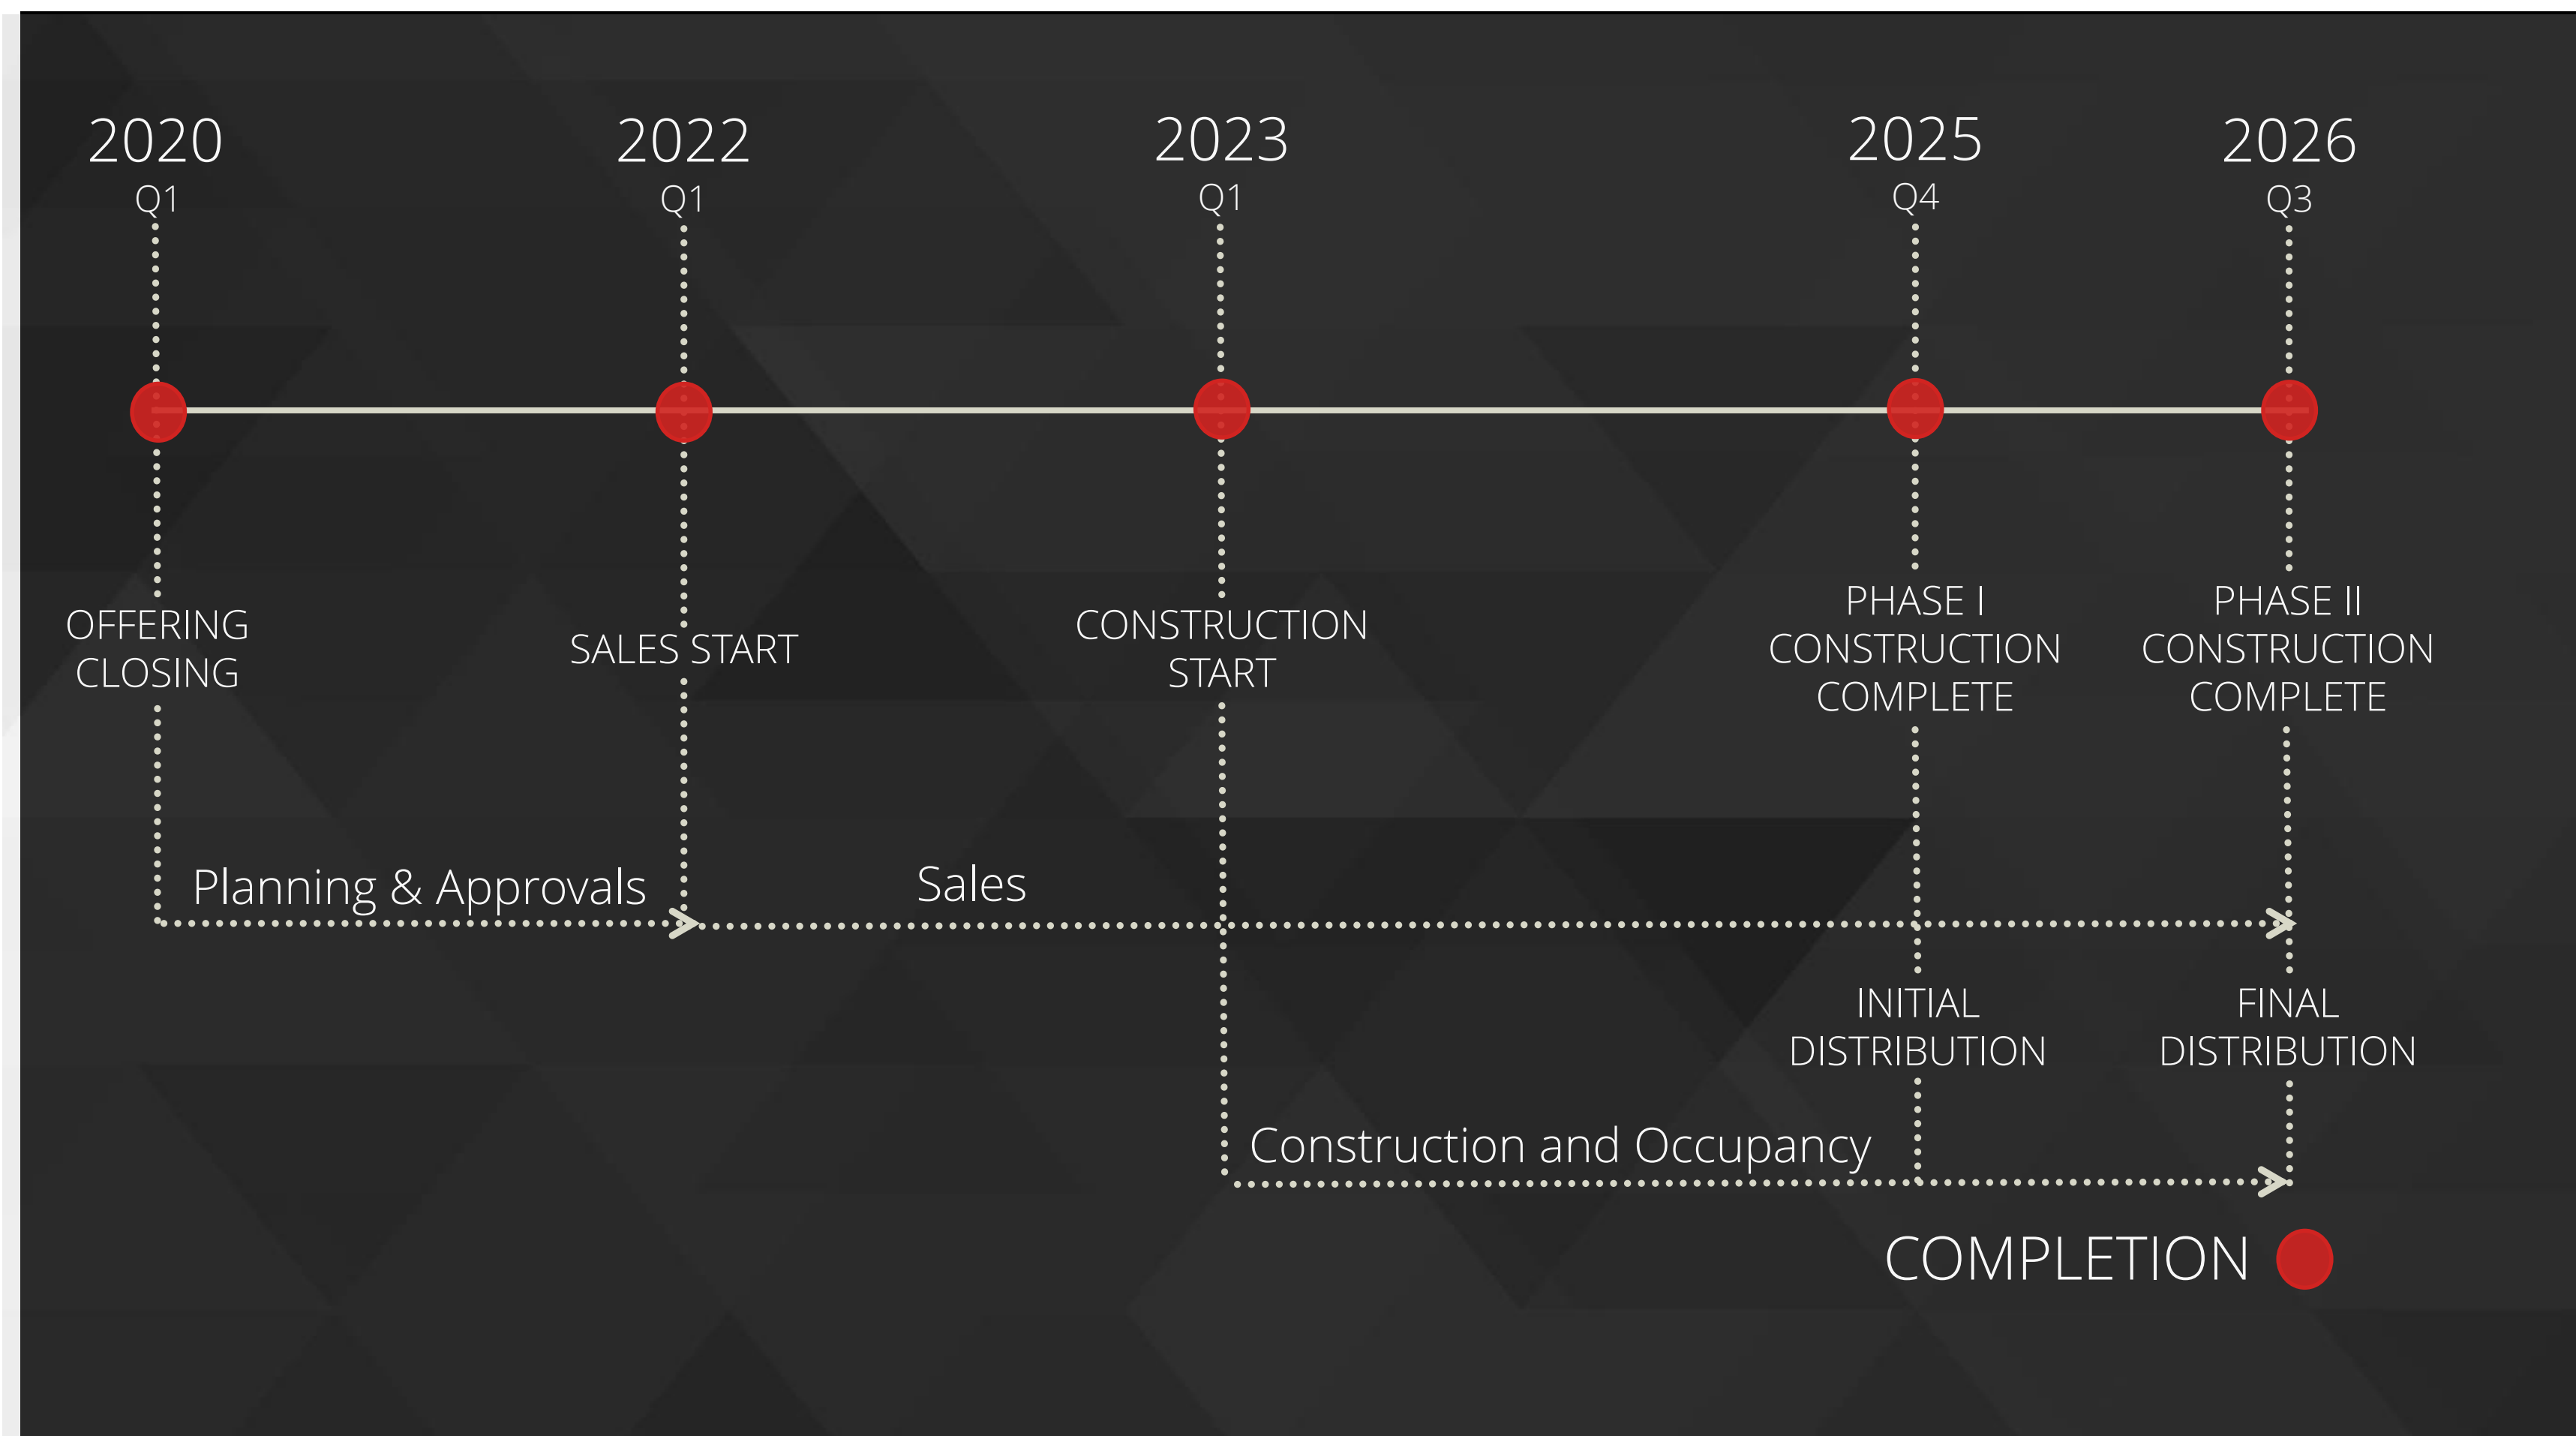 2020
Q1
2022
Q1
2023
Q1
2025
Q4
2026
Q3
OFFERING
CLOSING
SALES START
CONSTRUCTION
START
PHASE I
CONSTRUCTION
COMPLETE
PHASE II
CONSTRUCTION
COMPLETE
Planning & Approvals
Sales
INITIAL
DISTRIBUTION
FINAL
DISTRIBUTION
Construction and Occupancy
COMPLETION